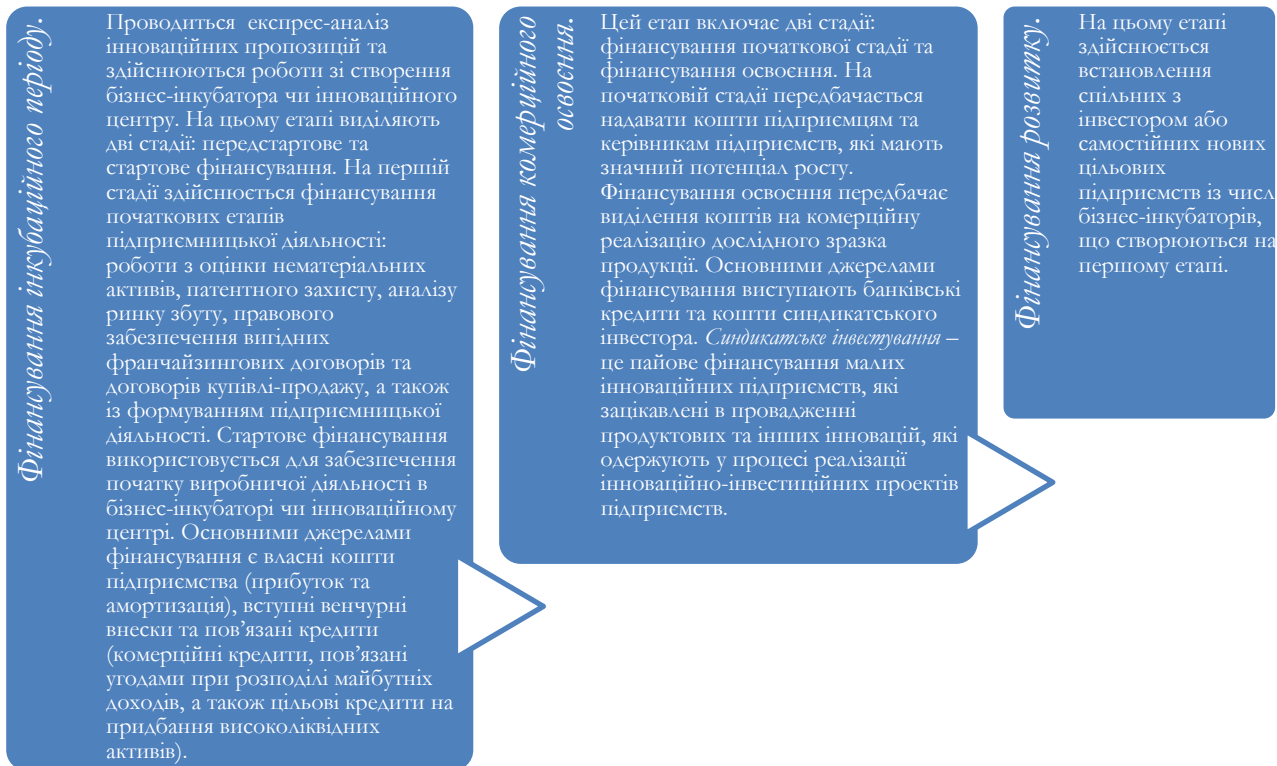 Фінансування інкубаційного періоду.
Проводиться експрес-аналіз
інноваційних пропозицій та
здійснюються роботи зі створення
бізнес-інкубатора чи інноваційного
центру. На цьому етапі виділяють
дві стадії: передстартове та
стартове фінансування. На першій
стадії здійснюється фінансування
початкових етапів
підприємницької діяльності:
роботи з оцінки нематеріальних
активів, патентного захисту, аналізу
ринку збуту, правового
забезпечення вигідних
франчайзингових договорів та
договорів купівлі-продажу, а також
із формуванням підприємницької
діяльності. Стартове фінансування
використовується для забезпечення
початку виробничої діяльності в
бізнес-інкубаторі чи інноваційному
центрі. Основними джерелами
фінансування є власні кошти
підприємства (прибуток та
амортизація), вступні венчурні
внески та пов’язані кредити
(комерційні кредити, пов’язані
угодами при розподілі майбутніх
доходів, а також цільові кредити на
придбання високоліквідних
активів).
Фінансування комерційного
освоєння.
Цей етап включає дві стадії:
фінансування початкової стадії та
фінансування освоєння. На
початковій стадії передбачається
надавати кошти підприємцям та
керівникам підприємств, які мають
значний потенціал росту.
Фінансування освоєння передбачає
виділення коштів на комерційну
реалізацію дослідного зразка
продукції. Основними джерелами
фінансування виступають банківські
кредити та кошти синдикатського
інвестора. Синдикатське інвестування –
це пайове фінансування малих
інноваційних підприємств, які
зацікавлені в провадженні
продуктових та інших інновацій, які
одержують у процесі реалізації
інноваційно-інвестиційних проектів
підприємств.
Фінансування розвитку.
На цьому етапі
здійснюється
встановлення
спільних з
інвестором або
самостійних нових
цільових
підприємств із числа
бізнес-інкубаторів,
що створюються на
першому етапі.